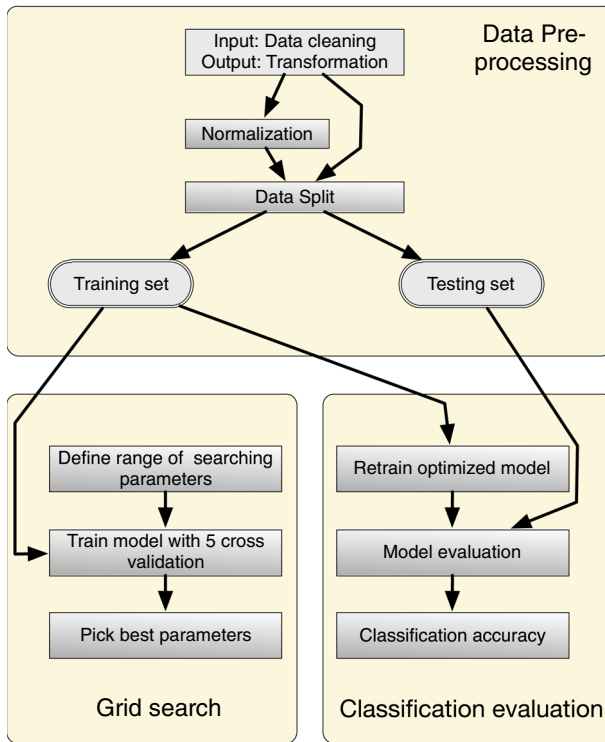 Data Pre-
processing
Input: Data cleaning
Output: Transformation
Normalization
Data Split
Training set
Testing set
Define range of searching
parameters
Train model with 5 cross
validation
Pick best parameters
Grid search
Retrain optimized model
Model evaluation
Classification accuracy
Classification evaluation